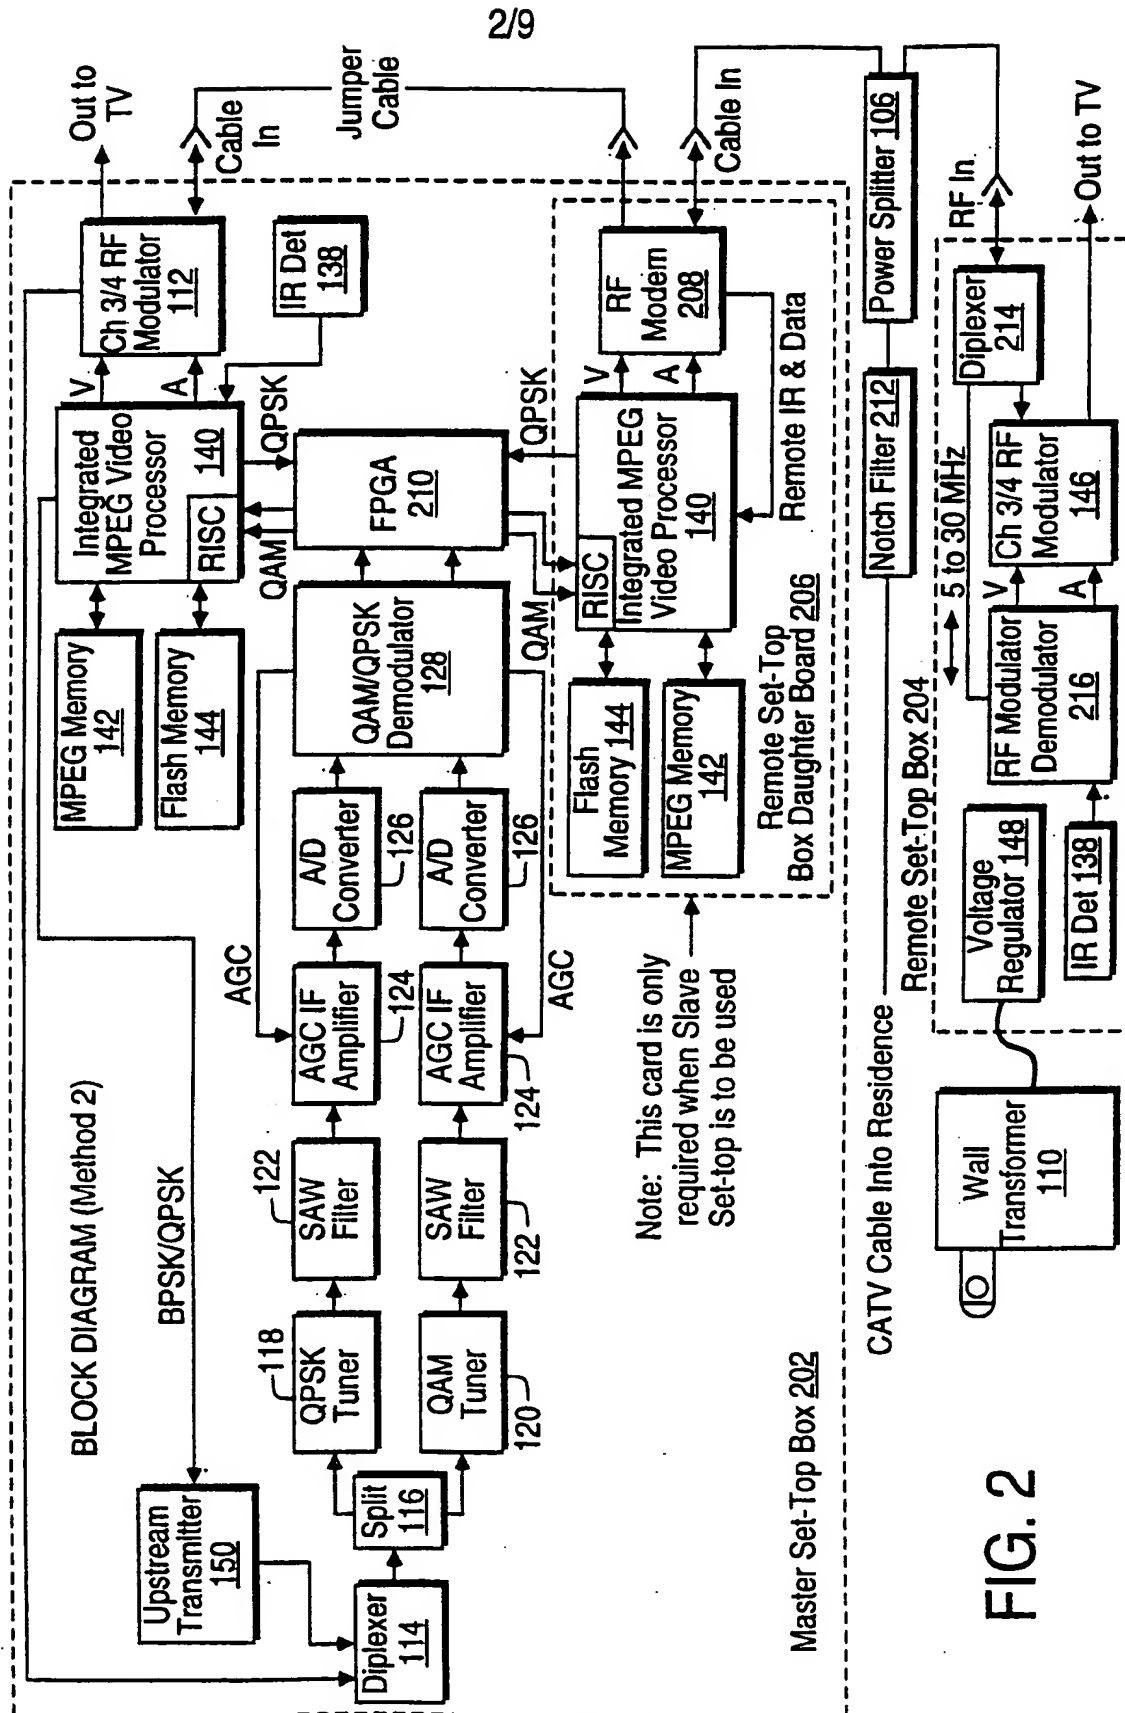 2/9
BLOCK DIAGRAM (Method 2)
Upstream
Transmitter
150
BPSK/QPSK
Diplexer
114
Split
116
118
QPSK
Tuner
QAM
Tuner
120
122
SAW
Filter
SAW
Filter
122
AGC
AGC IF
Amplifier
124
AGC IF
Amplifier
124
AGC
A/D
Converter
126
A/D
Converter
126
QAM/QPSK
Demodulator
128
FPGA
210
QAM
QPSK
QAM
QPSK
MPEG Memory
142
Flash Memory
144
Integrated
MPEG Video
Processor
140
RISC
V
A
Ch 3/4 RF
Modulator
112
IR Det
138
Out to
TV
Cable
In
Jumper
Cable
Flash
Memory 144
MPEG Memory
142
RISC
Integrated MPEG
Video Processor
140
V
A
RF
Modem
208
Remote IR & Data
Cable In
Remote Set-Top
Box Daughter Board 206
Note: This card is only
required when Slave
Set-top is to be used
Master Set-Top Box 202
CATV Cable Into Residence
Notch Filter 212
Power Splitter 106
RF In
Remote Set-Top Box 204
Wall
Transformer
110
Voltage
Regulator 148
IR Det 138
RF Modulator
Demodulator
216
5 to 30 MHz
V
A
Ch 3/4 RF
Modulator
146
Diplexer
214
Out to TV
FIG. 2